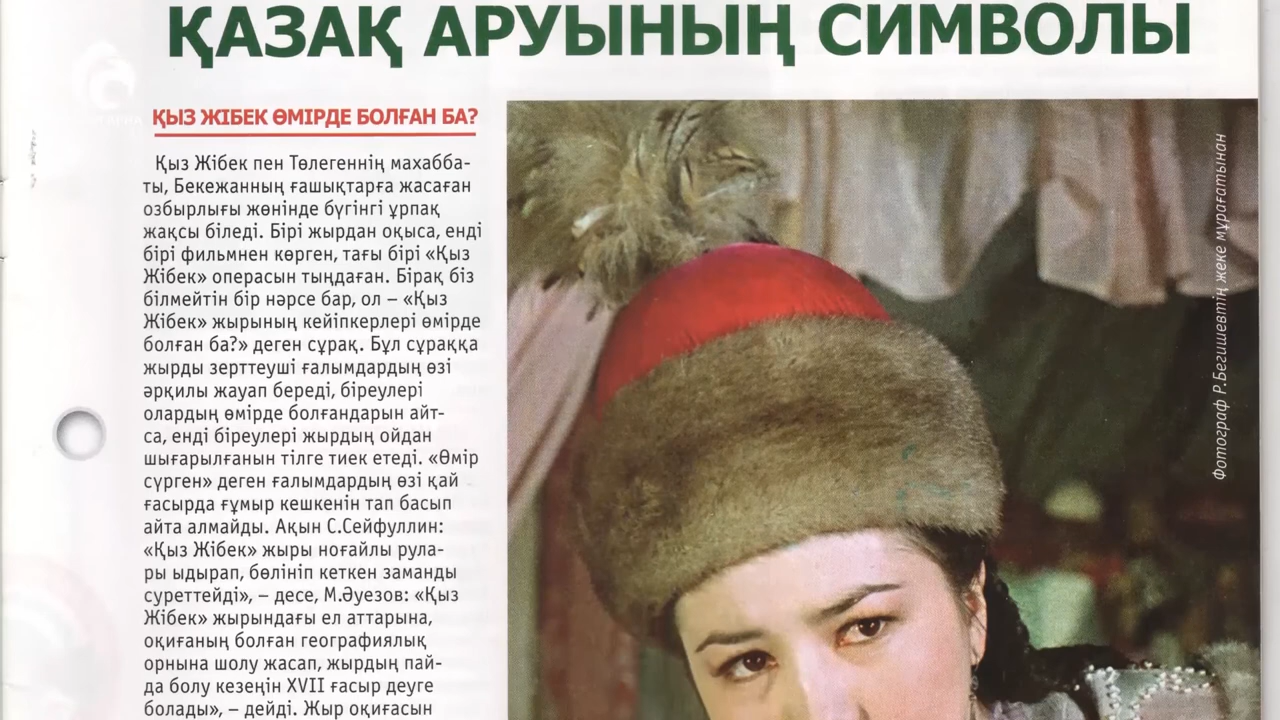 ҚАЗАҚ АРУЫНЫҢ СИМВОЛЫ
ҚЫЗ ЖІБЕК ӨМІРДЕ БОЛҒАН БА?
Қыз Жібек пен Төлегеннің махабба-
ты, Бекежанның ғашықтарға жасаған
озбырлығы жөнінде бүгінгі ұрпақ
жақсы біледі. Бірі жырдан оқыса, енді
бірі фильмнен көрген, тағы бірі «Қыз
Жібек» операсын тыңдаған. Бірақ біз
білмейтін бір нәрсе бар, ол – «Қыз
Жібек» жырының кейіпкерлері өмірде
болған ба?» деген сұрақ. Бұл сұраққа
жырды зерттеуші ғалымдардың өзі
әрқилы жауап береді, біреулері
олардың өмірде болғандарын айт-
са, енді біреулері жырдың ойдан
шығарылғанын тілге тиек етеді. «Өмір
сүрген» деген ғалымдардың өзі қай
ғасырда ғұмыр кешкенін тап басып
айта алмайды. Ақын С.Сейфуллин:
«Қыз Жібек» жыры ноғайлы рула-
ры ыдырап, бөлініп кеткен заманды
суреттейді», – десе, М.Әуезов: «Қыз
Жібек» жырындағы ел аттарына,
оқиғаның болған географиялық
орнына шолу жасап, жырдың пай-
да болу кезеңін XVII ғасыр деуге
болады», – дейді. Жыр оқиғасын
Фотограф Р.Бегишевтің жеке мұрағатынан